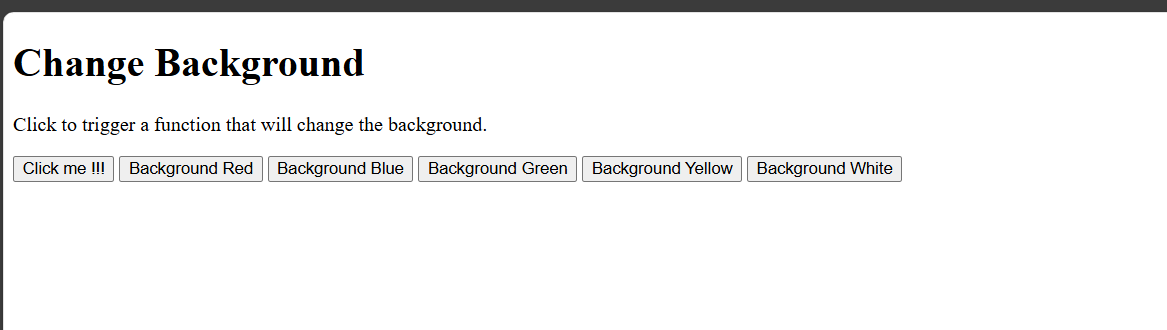 Change Background
Click to trigger a function that will change the background.
Click me !!! Background Red Background Blue Background Green Background Yellow Background White